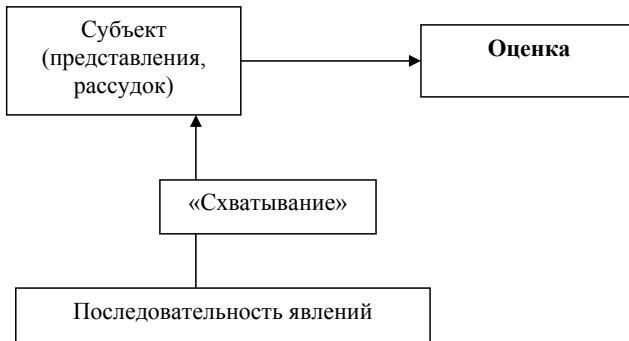 Субъект
(представления,
рассудок)
Оценка
«Схватывание»
Последовательность явлений